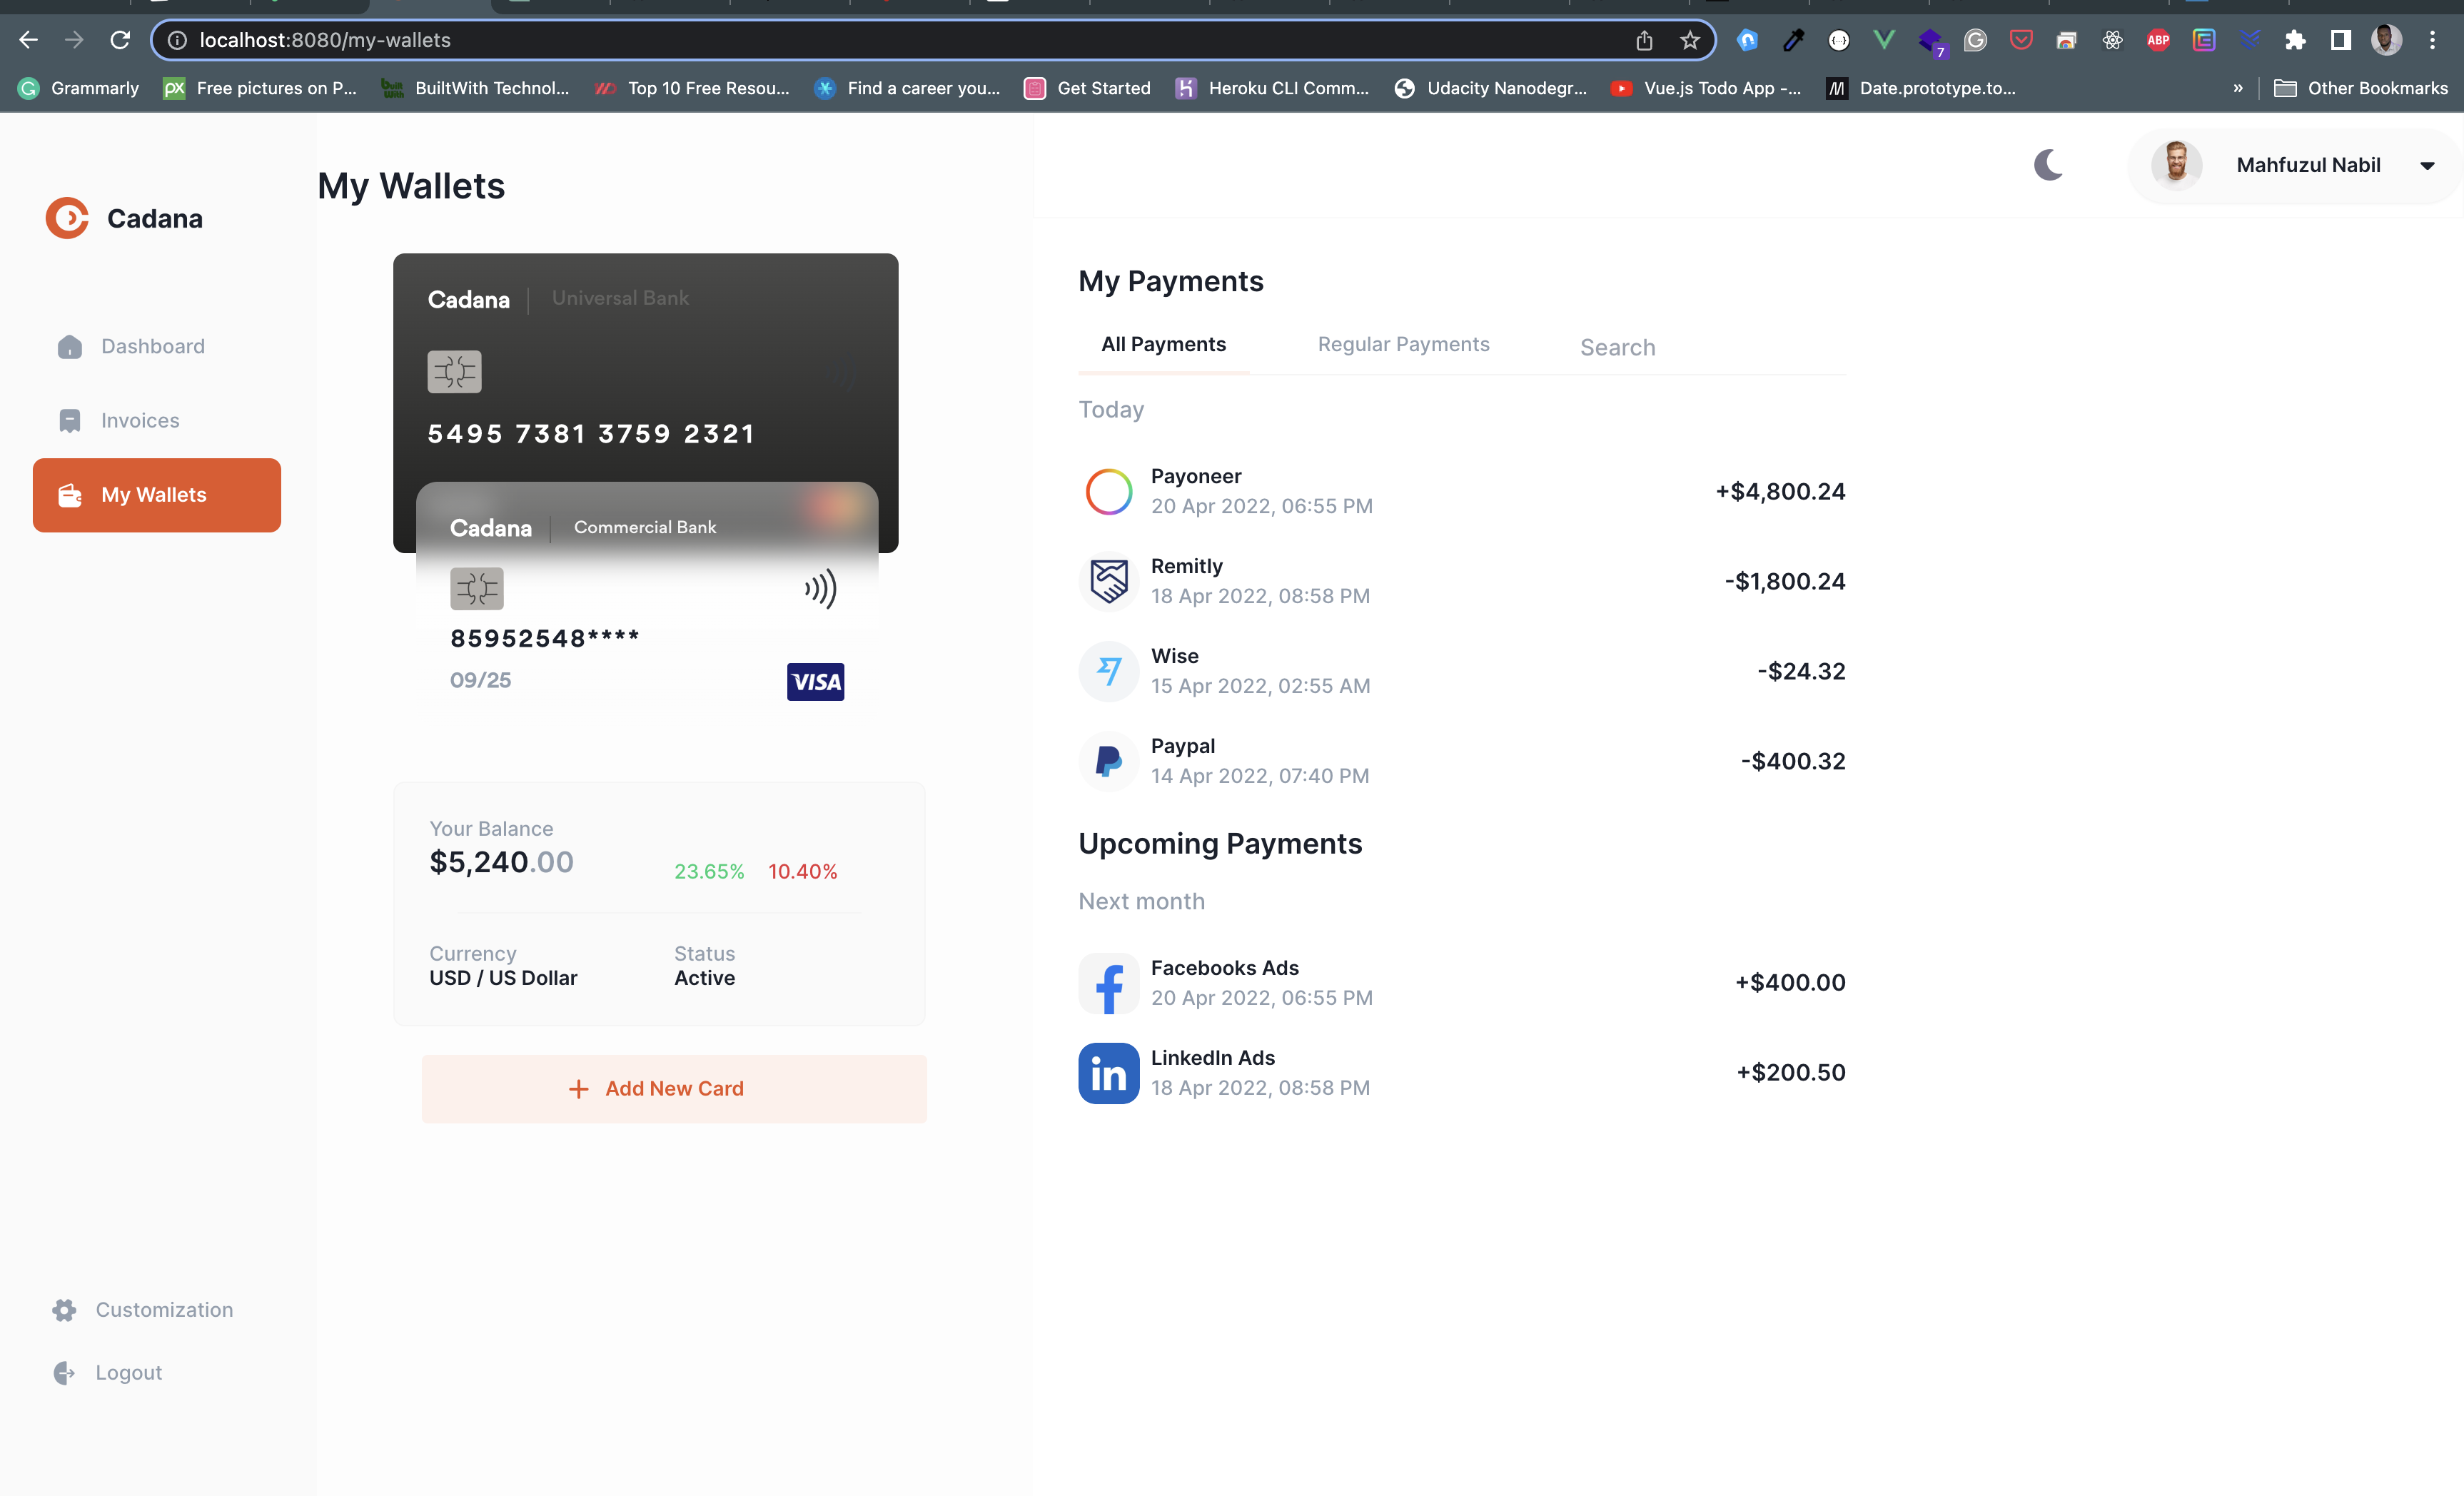 localhost:8080/my-wallets
7
ABP
Grammarly
px
Free pictures on P...
BuiltWith Technol...
Top 10 Free Resou...
Find a career you...
Get Started
Heroku CLI Comm...
Udacity Nanodegr...
Vue.js Todo App -...
Date.prototype.to...
»
Other Bookmarks
Cadana
Dashboard
Invoices
My Wallets
Customization
Logout
My Wallets
Cadana
Universal Bank
5495 7381 3759 2321
Cadana
Commercial Bank
85952548****
09/25
VISA
Your Balance
$5,240.00
23.65%
10.40%
Currency
USD / US Dollar
Status
Active
+ Add New Card
Mahfuzul Nabil
My Payments
All Payments
Regular Payments
Search
Today
Payoneer
20 Apr 2022, 06:55 PM
+$4,800.24
Remitly
18 Apr 2022, 08:58 PM
-$1,800.24
Wise
15 Apr 2022, 02:55 AM
-$24.32
Paypal
14 Apr 2022, 07:40 PM
-$400.32
Upcoming Payments
Next month
Facebooks Ads
20 Apr 2022, 06:55 PM
+$400.00
in
LinkedIn Ads
18 Apr 2022, 08:58 PM
+$200.50